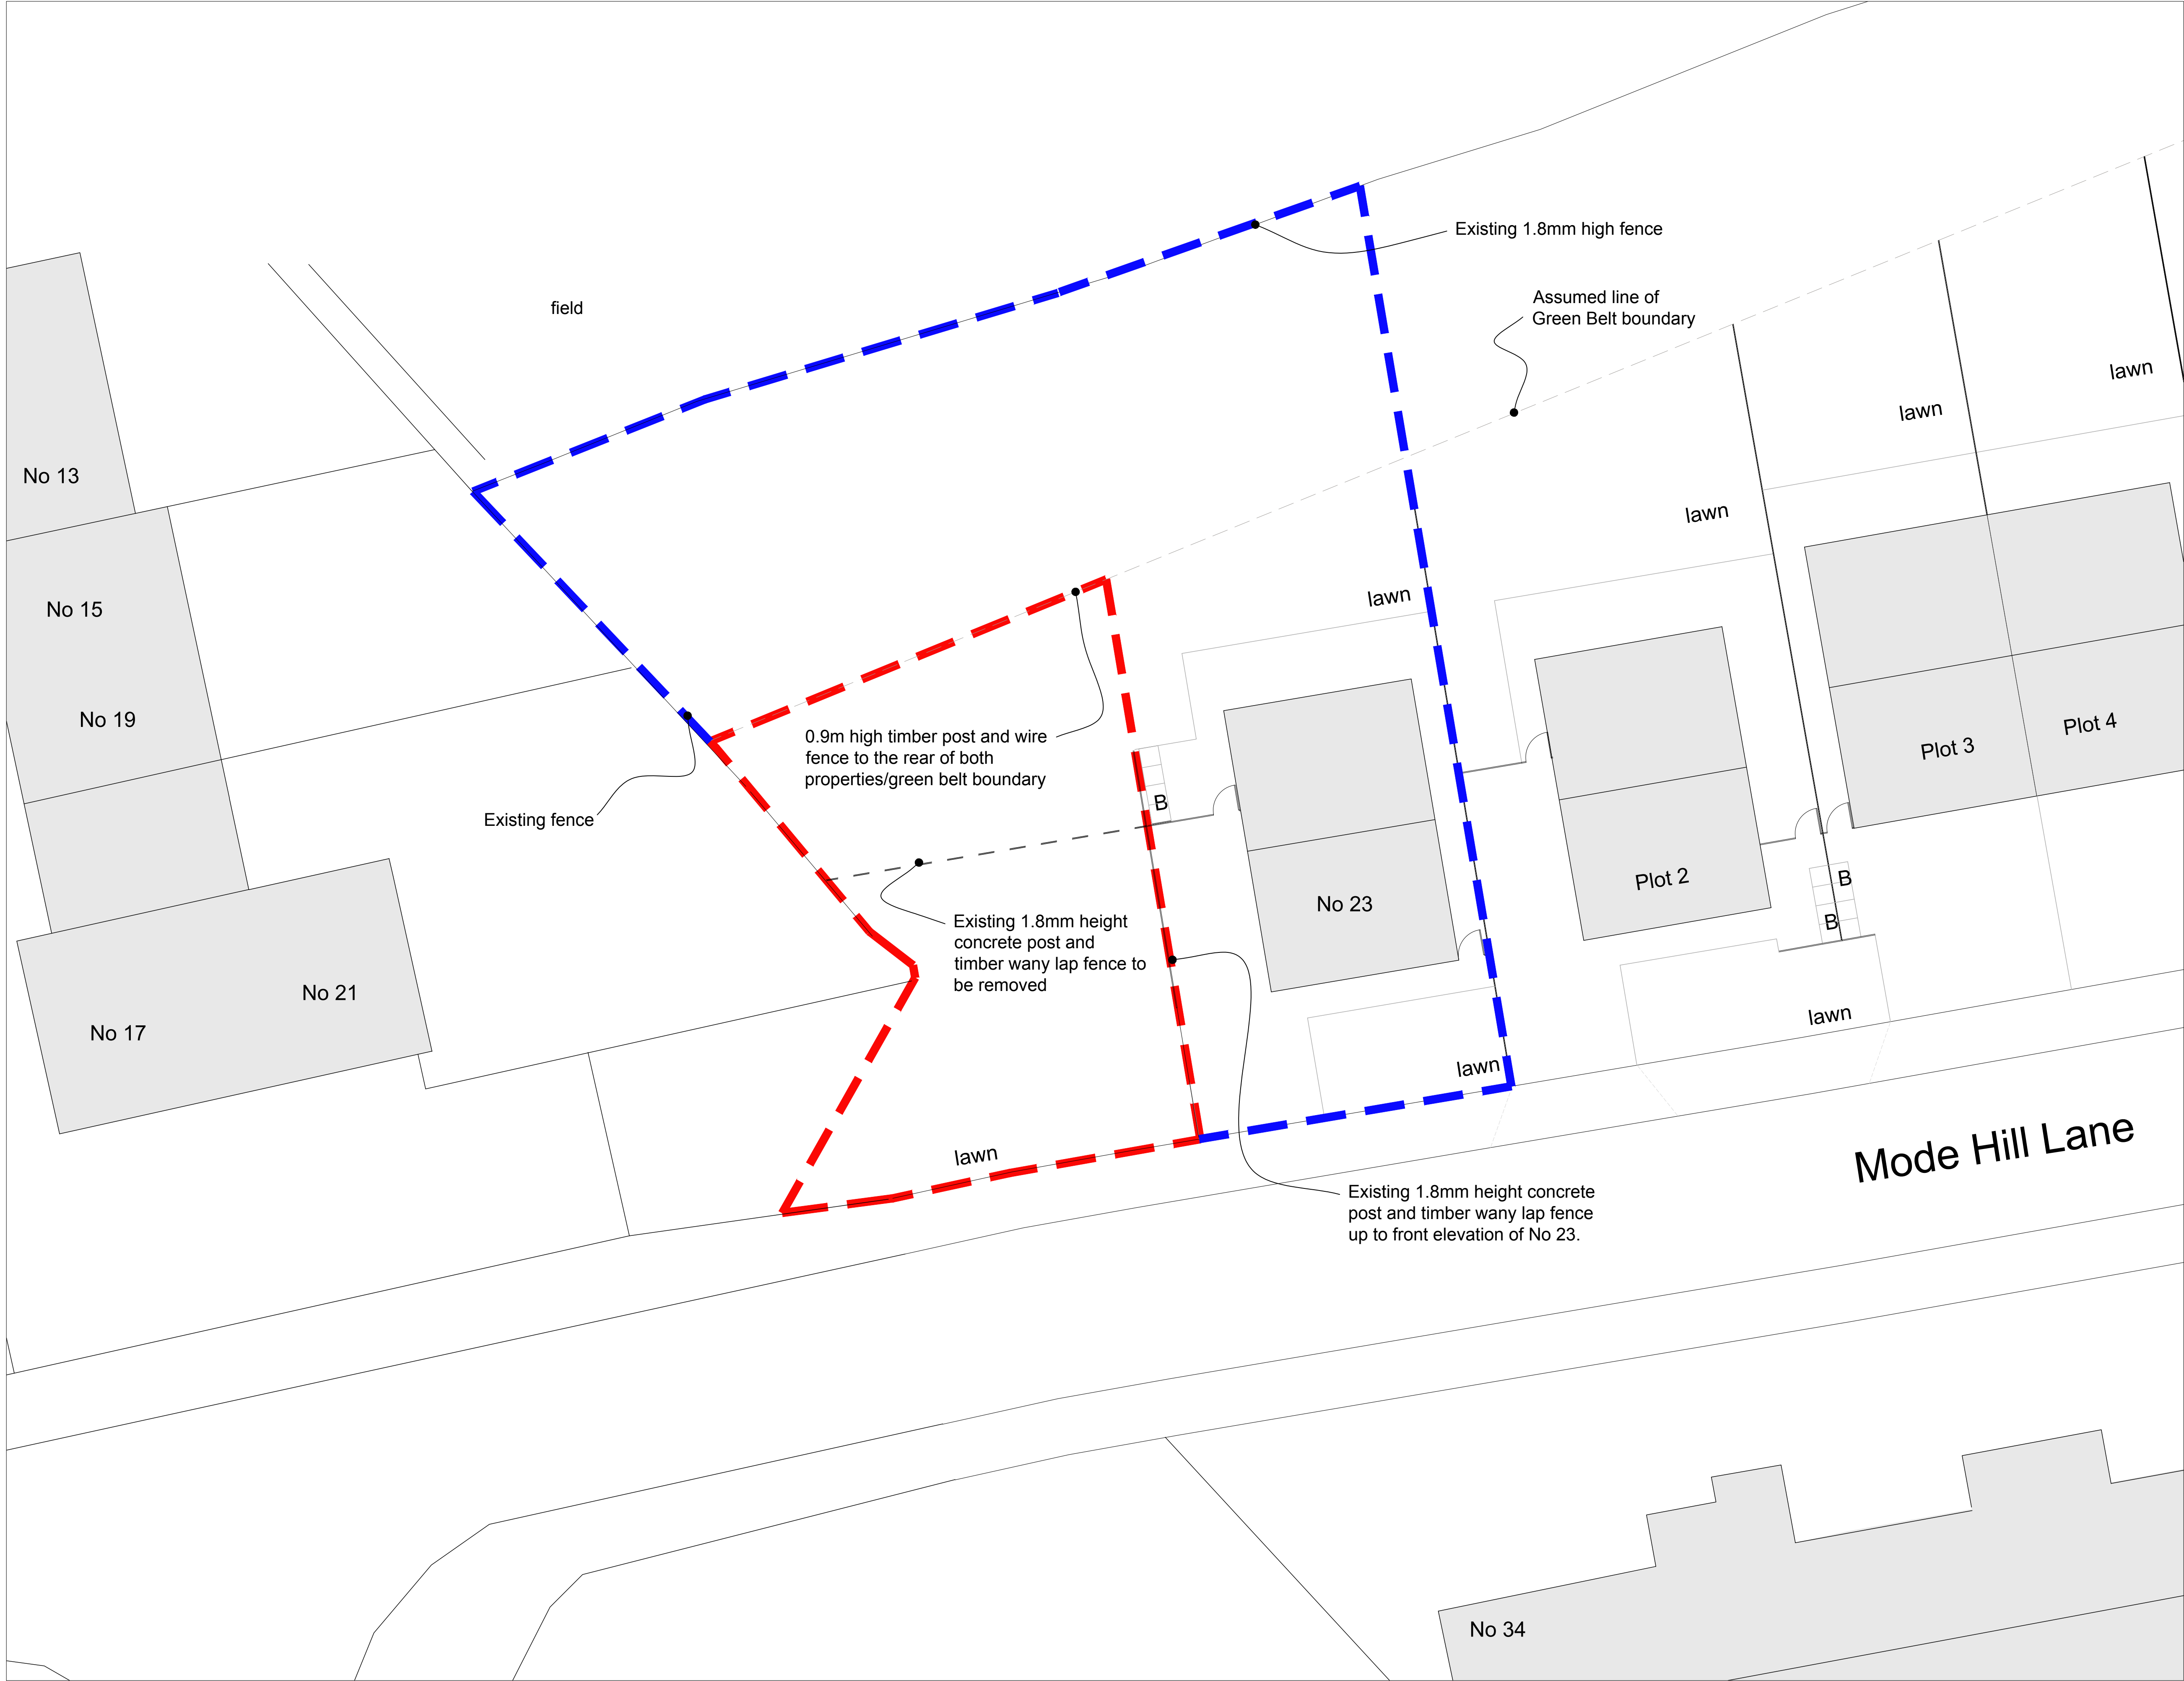 Existing 1.8mm high fence
field
Assumed line of
Green Belt boundary
lawn
lawn
No 13
lawn
No 15
lawn
No 19
0.9m high timber post and wire
fence to the rear of both
properties/green belt boundary
Plot 4
Plot 3
Existing fence
B
Plot 2
B
B
No 23
Existing 1.8mm height
concrete post and
timber wany lap fence to
be removed
No 21
No 17
lawn
lawn
lawn
Mode Hill Lane
Existing 1.8mm height concrete
post and timber wany lap fence
up to front elevation of No 23.
No 34